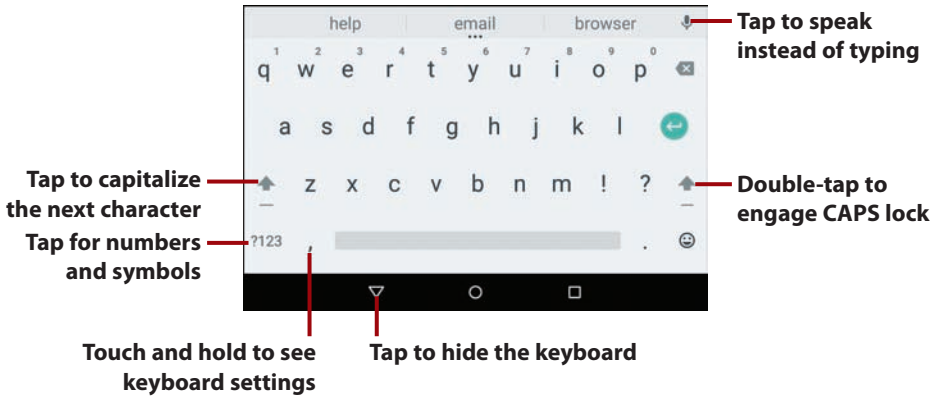 help email browser
Tap to speak
instead of typing
1 2 3 4 5 6 7 8 9 0
q w e r t y u i o p
a s d f g h j k l
Tap to capitalize
the next character
z x c v b n m ! ?
Double-tap to
engage CAPS lock
Tap for numbers
and symbols
?123 , .
Touch and hold to see
keyboard settings
Tap to hide the keyboard